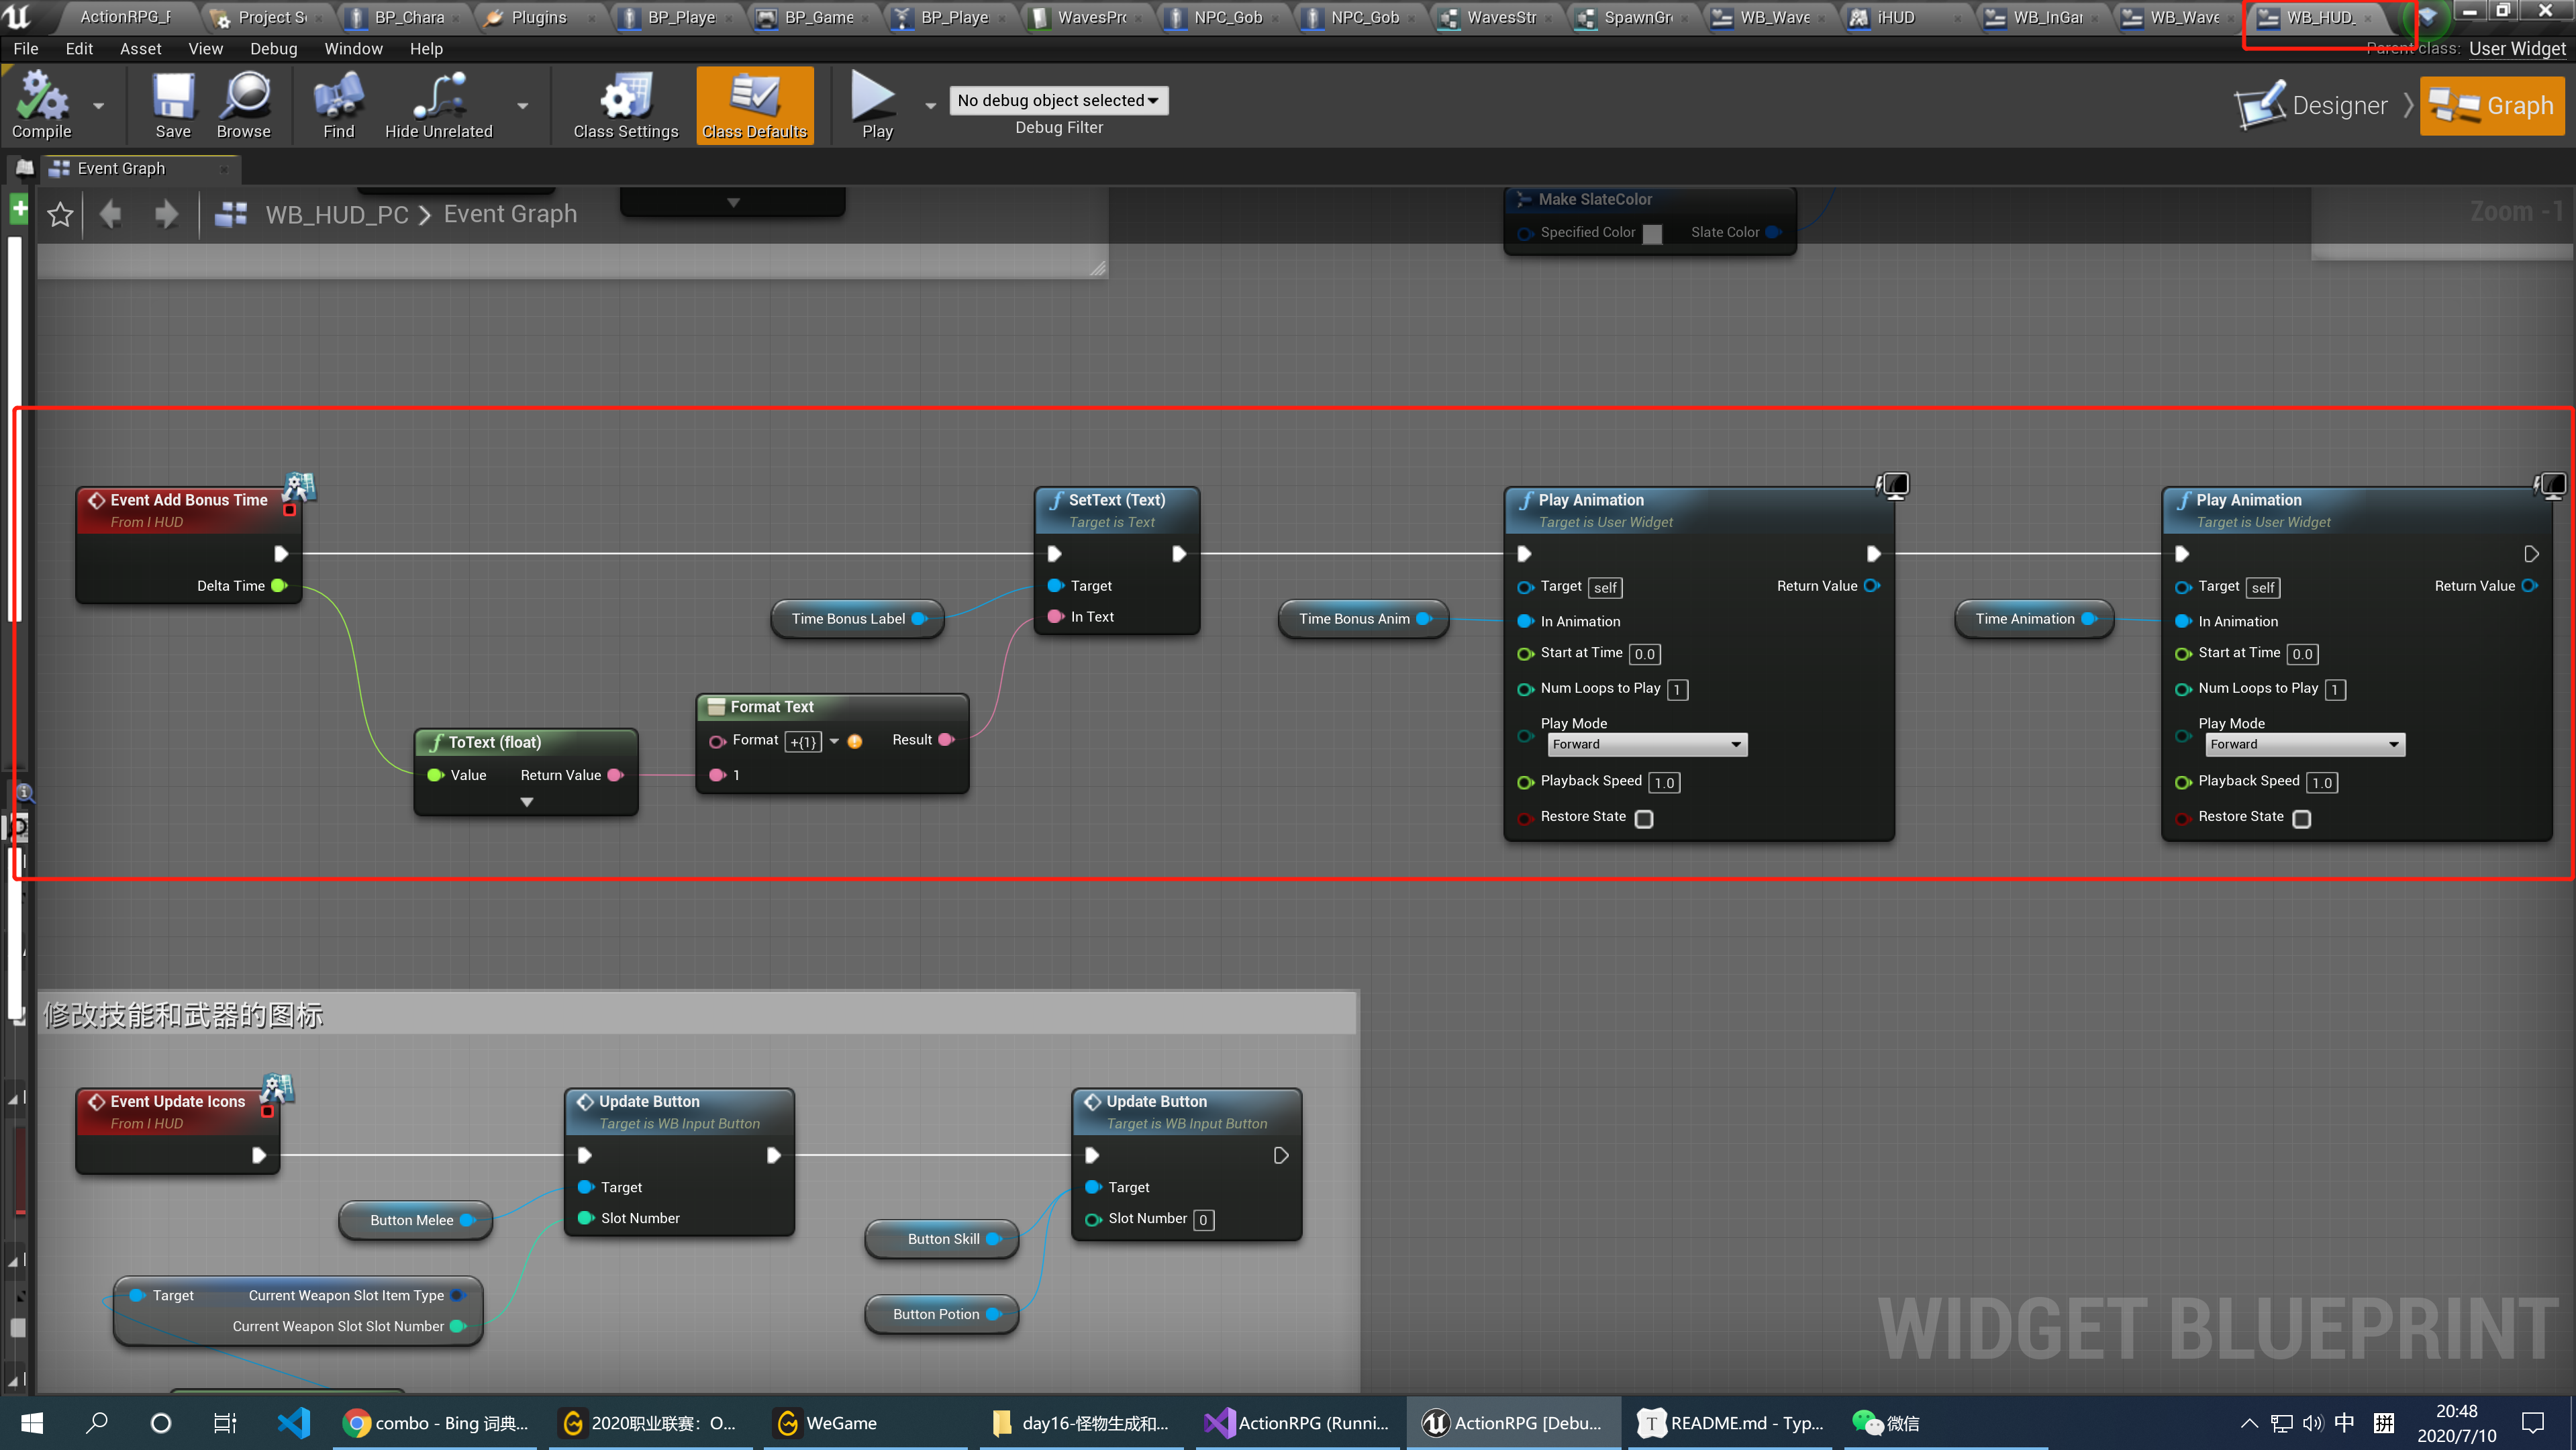 ActionRPG_F
Project S
BP_Chara
Plugins
BP_Playe
BP_Game
BP_Playe
WavesPr
NPC_Gob
NPC_Gob
WavesStr
SpawnGr
WB_Wave
iHUD
WB_InGa
WB_Wave
WB_HUD_
File Edit Asset View Debug Window Help
Parent class: User Widget
Compile
Save
Browse
Find
Hide Unrelated
Class Settings
Class Defaults
Play
No debug object selected
Debug Filter
Designer
Graph
Event Graph
WB_HUD_PC > Event Graph
Zoom -1
Make SlateColor
Specified Color Slate Color
Event Add Bonus Time
From I HUD
Delta Time
ToText (float)
Value Return Value
Format Text
Format +{1} Result
1
Time Bonus Label
SetText (Text)
Target is Text
Target
In Text
Time Bonus Anim
Play Animation
Target is User Widget
Target self Return Value
In Animation
Start at Time 0.0
Num Loops to Play 1
Play Mode
Forward
Playback Speed 1.0
Restore State
Time Animation
Play Animation
Target is User Widget
Target self Return Value
In Animation
Start at Time 0.0
Num Loops to Play 1
Play Mode
Forward
Playback Speed 1.0
Restore State
修改技能和武器的图标
Event Update Icons
From I HUD
Update Button
Target is WB Input Button
Target
Slot Number
Button Melee
Target Current Weapon Slot Item Type
Current Weapon Slot Slot Number
Update Button
Target is WB Input Button
Target
Slot Number 0
Button Skill
Button Potion
WIDGET BLUEPRINT
combo - Bing 词典...
2020职业联赛：O...
WeGame
day16-怪物生成和...
ActionRPG (Runni...
ActionRPG [Debu...
README.md - Typ...
微信
中
拼
20:48
2020/7/10